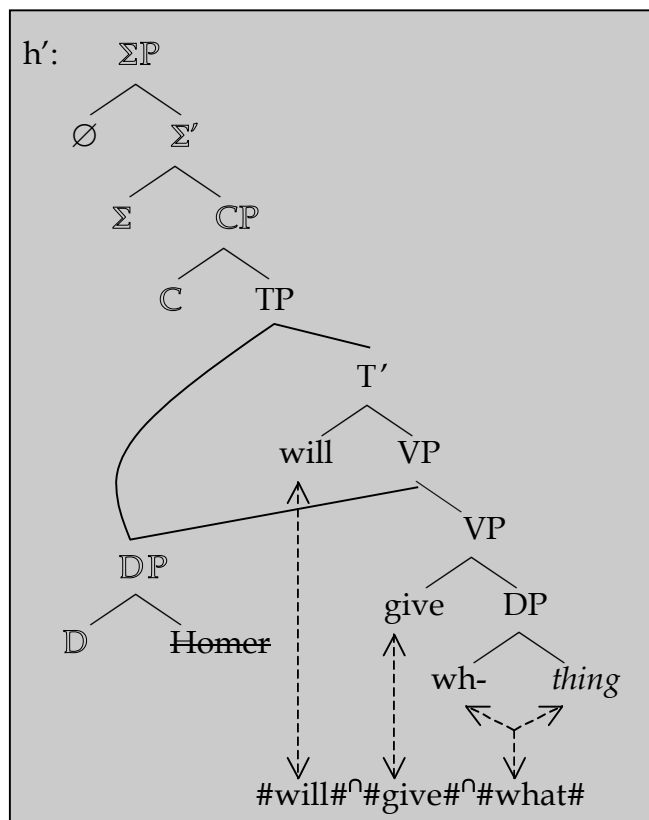 h′: 𝚺ℙ
∅ 𝚺′
𝚺 ℂℙ
ℂ TP
T′
will VP
VP
𝔻ℙ
give DP
𝔻 Homer
wh- thing
#will#∩#give#∩#what#